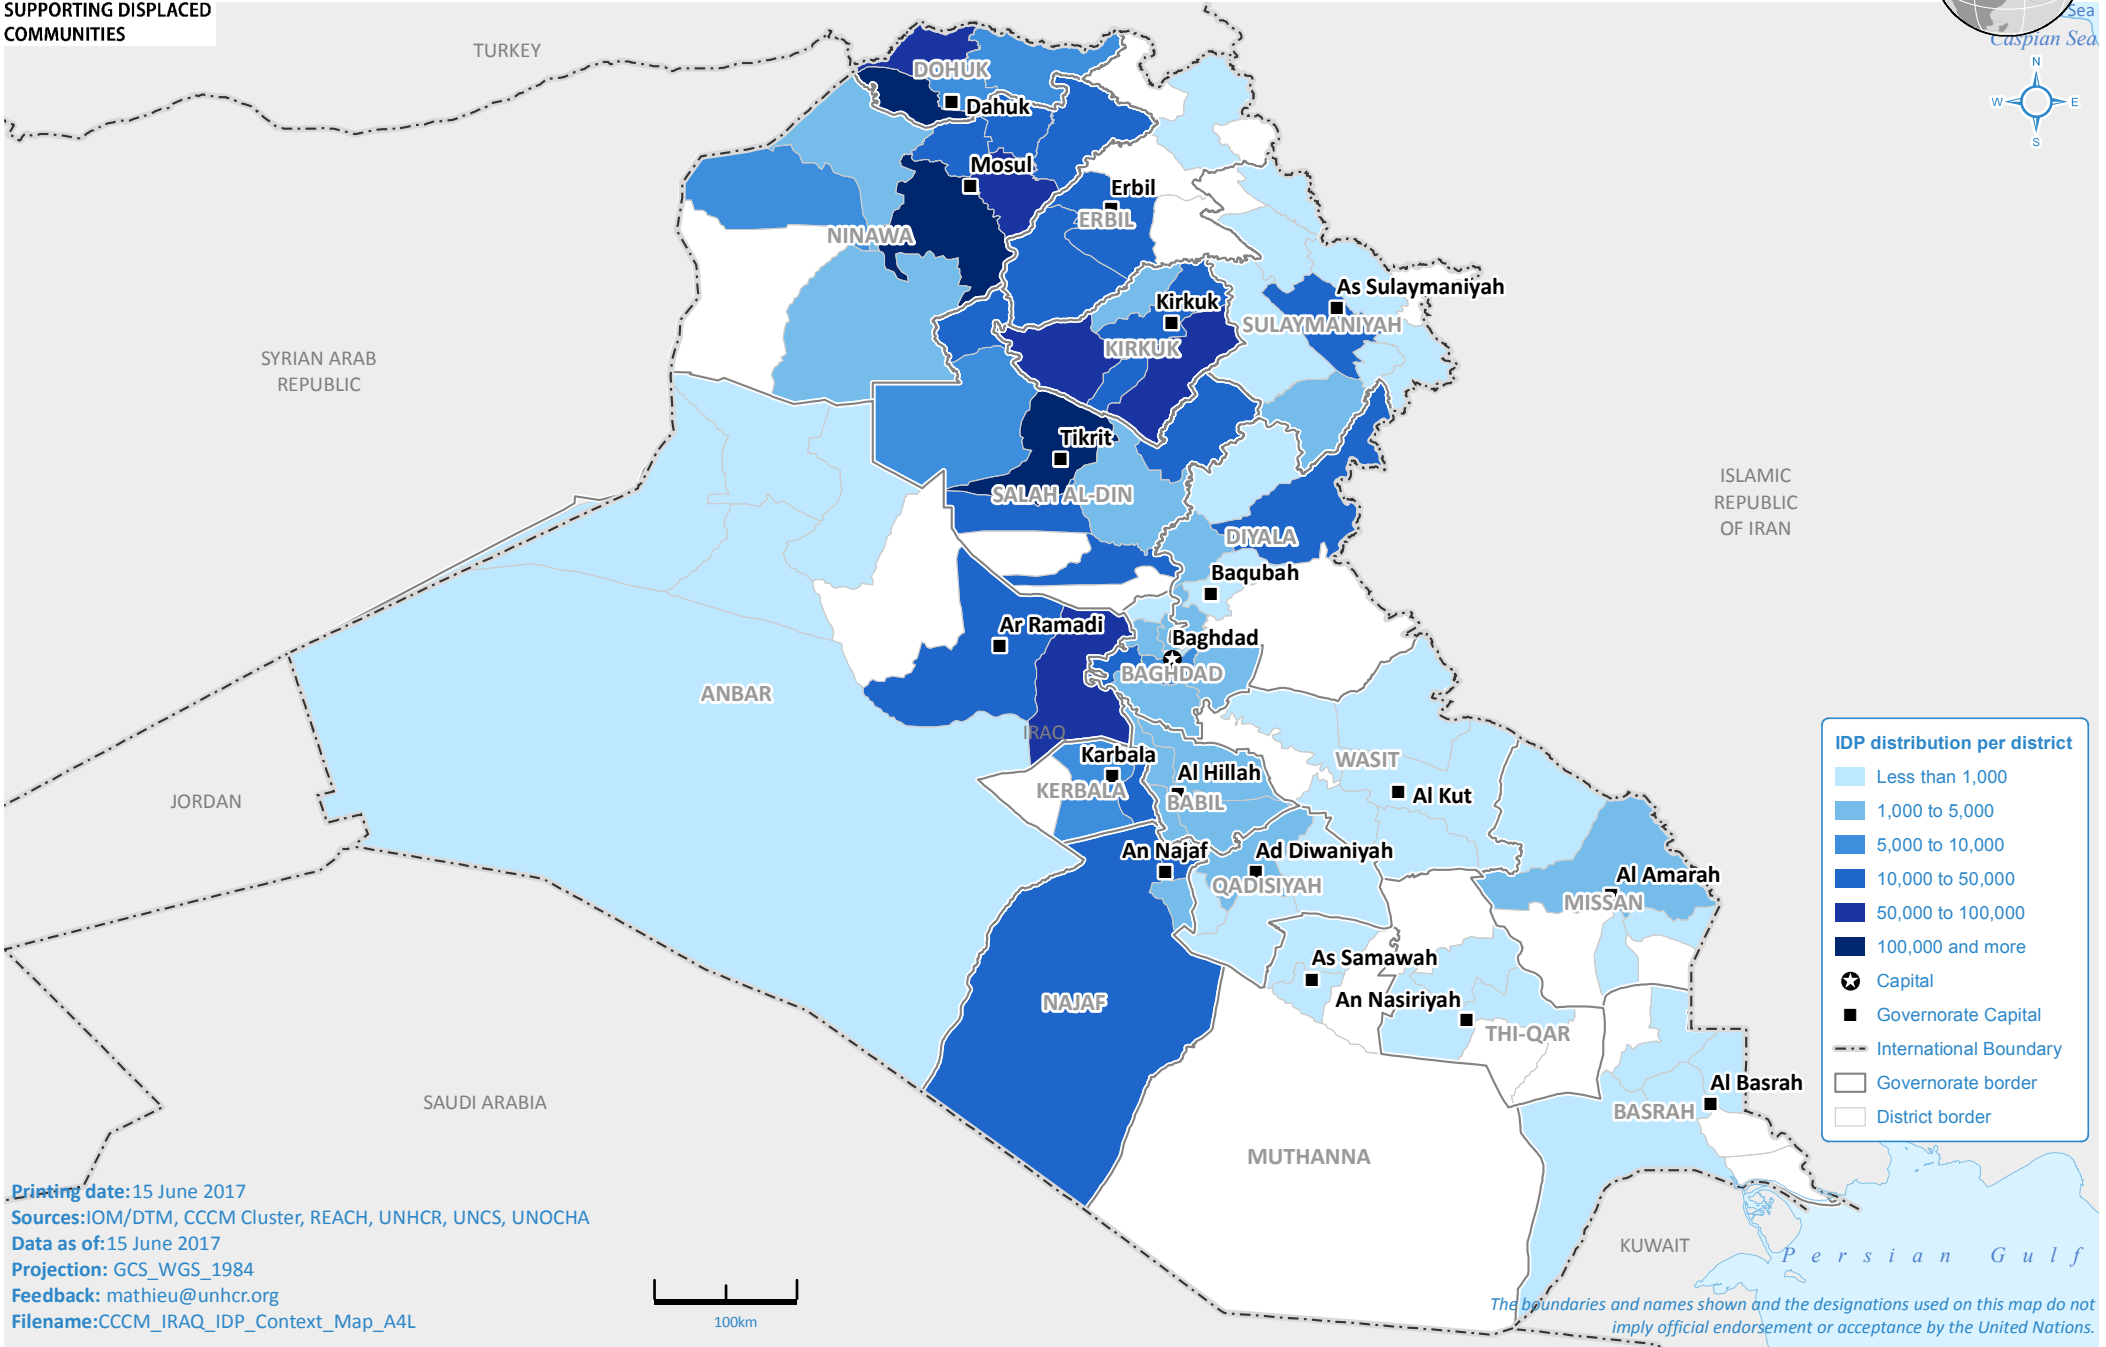 SUPPORTING DISPLACED
COMMUNITIES
Sea
Caspian Sea
N
W E
S
TURKEY
DOHUK
Dahuk
Mosul
Erbil
ERBIL
NINAWA
As Sulaymaniyah
Kirkuk
SULAYMANIYAH
KIRKUK
SYRIAN ARAB
REPUBLIC
Tikrit
SALAH AL-DIN
ISLAMIC
REPUBLIC
OF IRAN
DIYALA
Baqubah
Ar Ramadi
Baghdad
BAGHDAD
ANBAR
IRAQ
Karbala
KERBALA
Al Hillah
BABIL
WASIT
Al Kut
JORDAN
An Najaf
Ad Diwaniyah
QADISIYAH
Al Amarah
MISSAN
As Samawah
An Nasiriyah
NAJAF
THI-QAR
SAUDI ARABIA
Al Basrah
BASRAH
MUTHANNA
KUWAIT
Persian Gulf
IDP distribution per district
Less than 1,000
1,000 to 5,000
5,000 to 10,000
10,000 to 50,000
50,000 to 100,000
100,000 and more
Capital
Governorate Capital
International Boundary
Governorate border
District border
Printing date:15 June 2017
Sources:IOM/DTM, CCCM Cluster, REACH, UNHCR, UNCS, UNOCHA
Data as of:15 June 2017
Projection: GCS_WGS_1984
Feedback: mathieu@unhcr.org
Filename:CCCM_IRAQ_IDP_Context_Map_A4L
100km
The boundaries and names shown and the designations used on this map do not
imply official endorsement or acceptance by the United Nations.